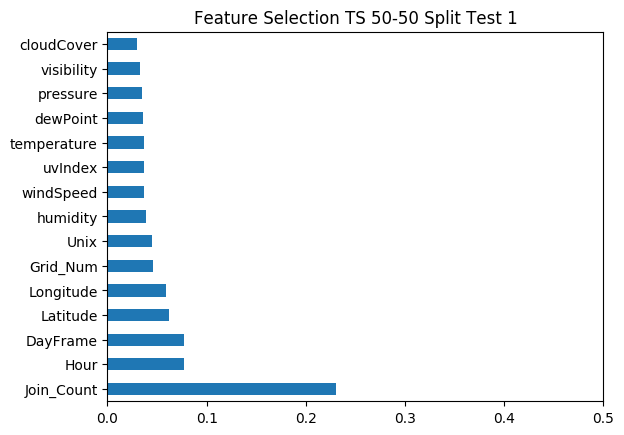 Feature Selection TS 50-50 Split Test 1
cloudCover
visibility
pressure
dewPoint
temperature
uvIndex
windSpeed
humidity
Unix
Grid_Num
Longitude
Latitude
DayFrame
Hour
Join_Count
0.0 0.1 0.2 0.3 0.4 0.5